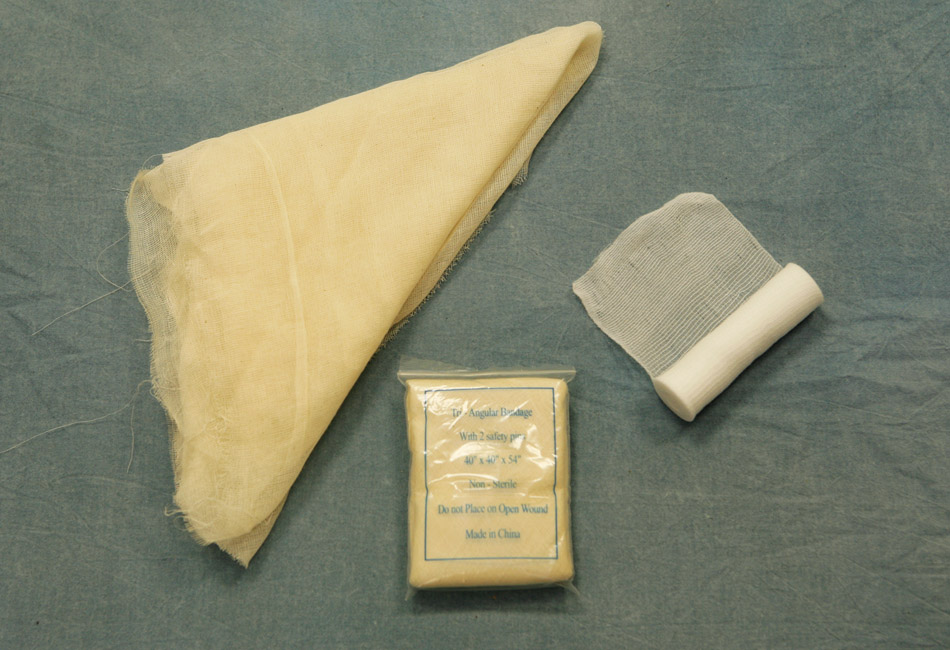 Tri - Angular Bandage
With 2 safety pins
40" x 40" x 54"
Non - Sterile
Do not Place on Open Wound
Made in China